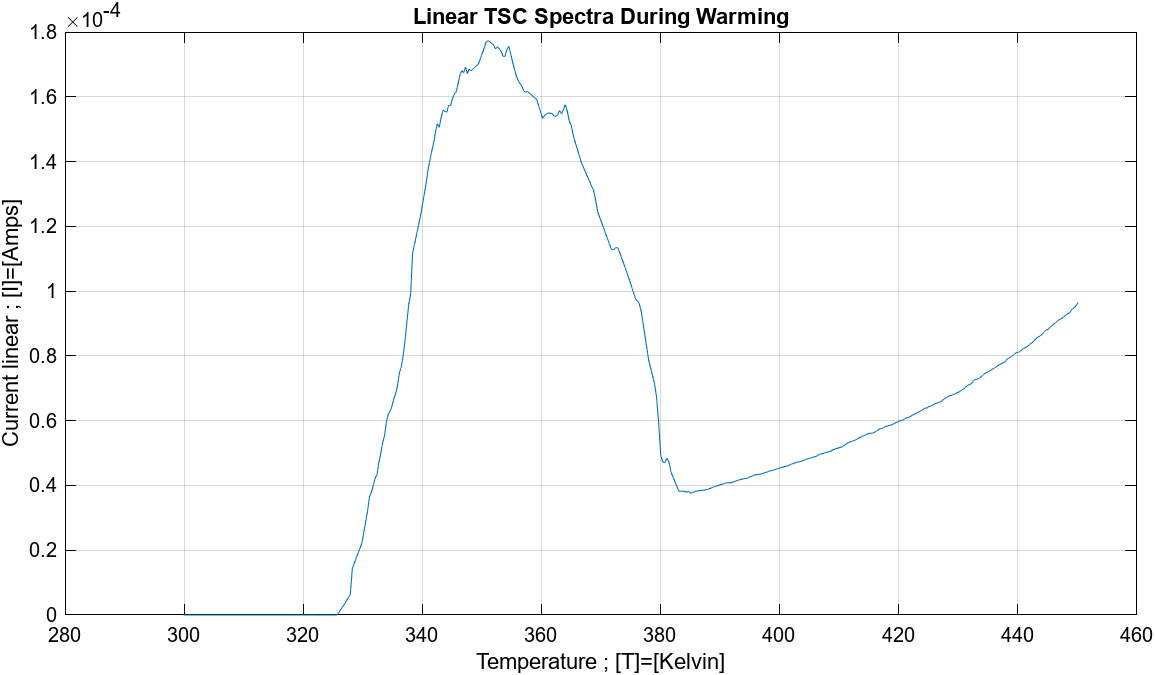 Linear TSC Spectra During Warming
×10-4
1.8
1.6
1.4
1.2
1
0.8
0.6
0.4
0.2
0
Current linear ; [I]=[Amps]
280 300 320 340 360 380 400 420 440 460
Temperature ; [T]=[Kelvin]